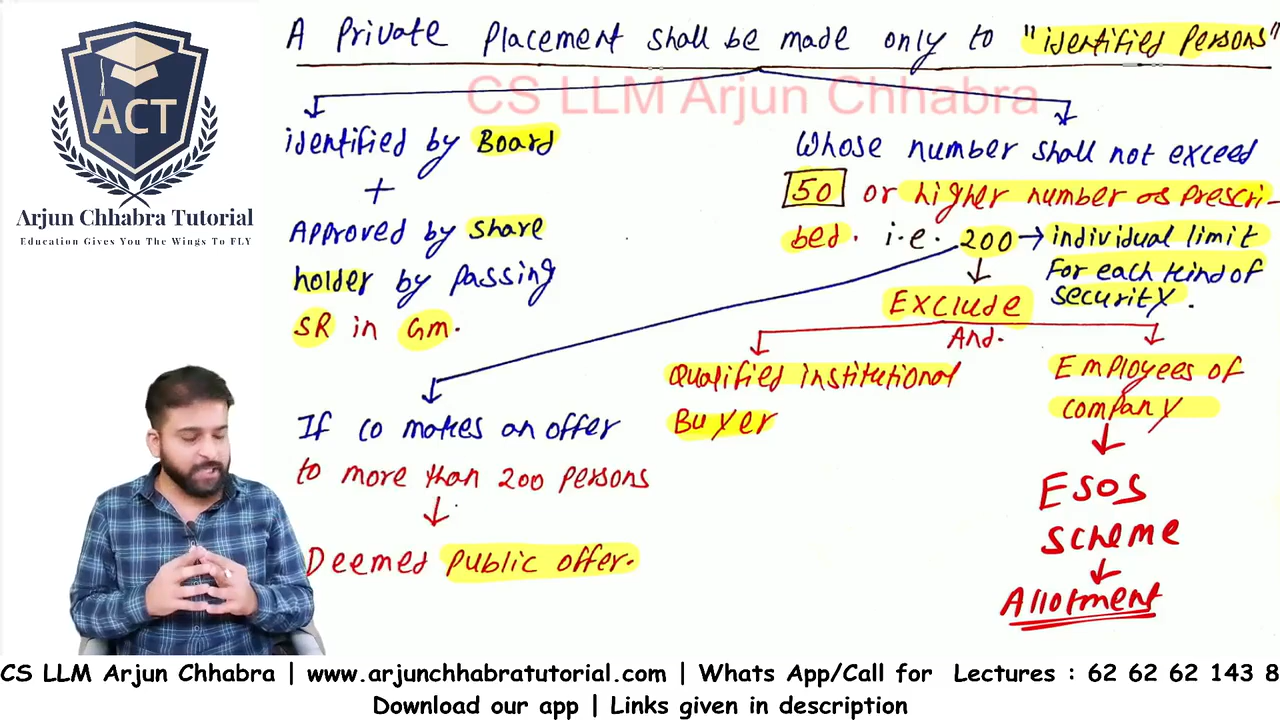 A Private Placement shall be made only to "identified Persons"
CS LLM Arjun Chhabra
ACT
Arjun Chhabra Tutorial
Education Gives You The Wings To FLY
identified by Board
+
Approved by share
holder by passing
SR in Gm.
Whose number shall not exceed
50 or higher number as prescri-
bed. i.e. 200 → individual limit
For each kind of
security.
Exclude
And.
Qualified institutional
Buyer
Employees of
company
ESOS
scheme
Allotment
If co makes an offer
to more than 200 persons
Deemed public offer.
CS LLM Arjun Chhabra | www.arjunchhabratutorial.com | Whats App/Call for Lectures : 62 62 62 143 8
Download our app | Links given in description